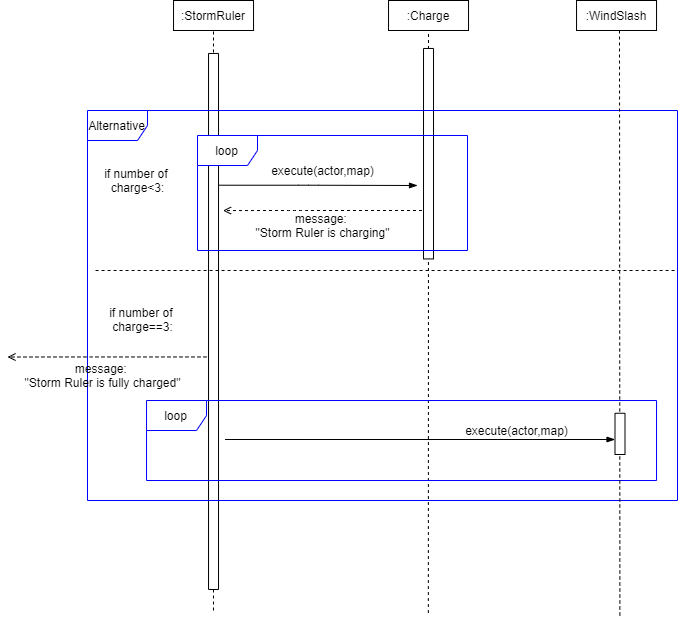 :StormRuler
:Charge
:WindSlash
Alternative
loop
if number of
charge<3:
execute(actor,map)
message:
"Storm Ruler is charging"
if number of
charge==3:
message:
"Storm Ruler is fully charged"
loop
execute(actor,map)